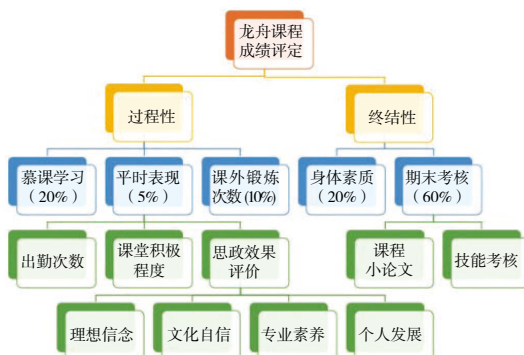 龙舟课程
成绩评定
过程性
终结性
慕课学习
（20%）
平时表现
（5%）
课外锻炼
次数(10%)
身体素质
（20%）
期末考核
（60%）
出勤次数
课堂积极
程度
思政效果
评价
课程
小论文
技能考核
理想信念
文化自信
专业素养
个人发展